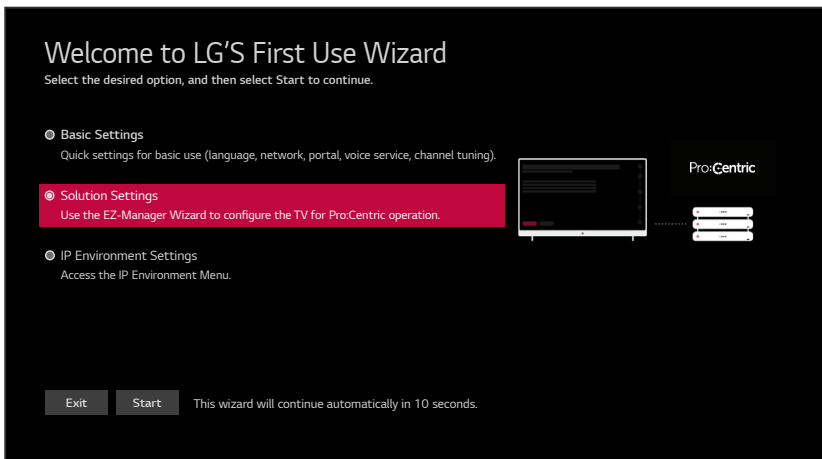 Welcome to LG'S First Use Wizard
Select the desired option, and then select Start to continue.
Basic Settings
Quick settings for basic use (language, network, portal, voice service, channel tuning).
Pro:Centric
Solution Settings
Use the EZ-Manager Wizard to configure the TV for Pro:Centric operation.
IP Environment Settings
Access the IP Environment Menu.
Exit Start This wizard will continue automatically in 10 seconds.